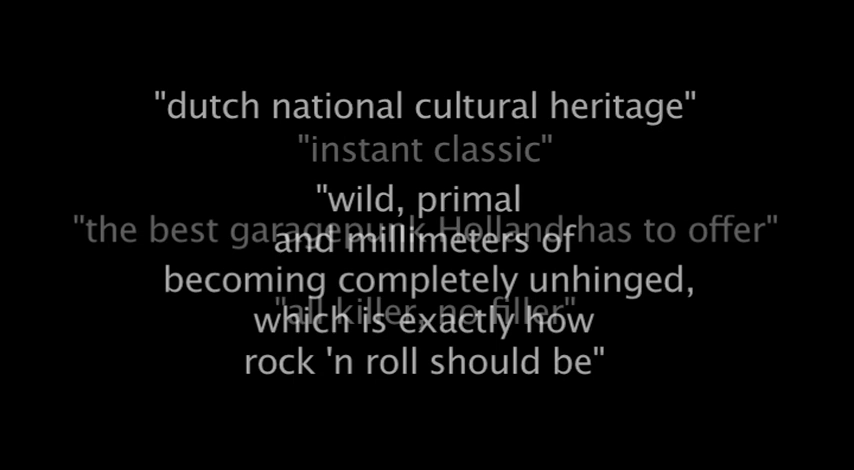 "dutch national cultural heritage"
"instant classic"
"wild, primal
"the best garagepunk Holland has to offer"
and millimeters of
becoming completely unhinged,
"all killer, no filler"
which is exactly how
rock 'n roll should be"